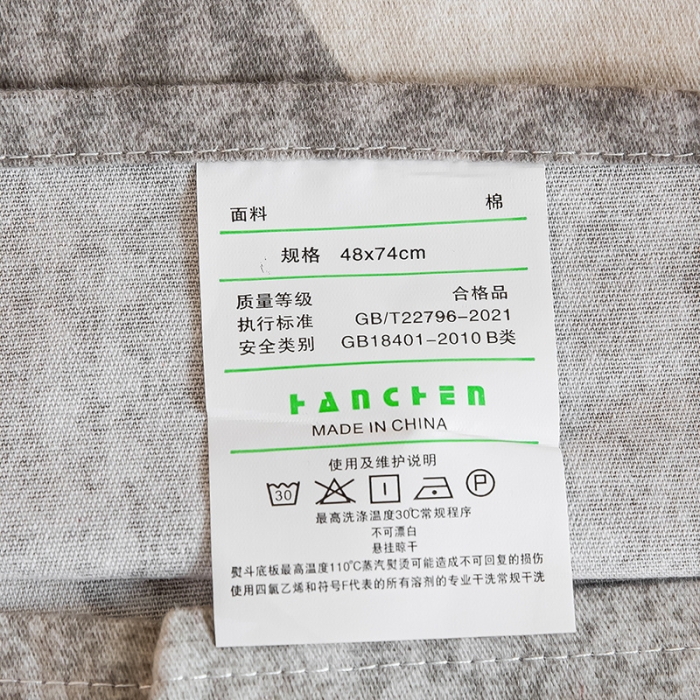 面料 棉
规格 48x74cm
质量等级 合格品
执行标准 GB/T22796-2021
安全类别 GB18401-2010 B类
HANCHEN
MADE IN CHINA
使用及维护说明
30 P
最高洗涤温度30℃常规程序
不可漂白
悬挂晾干
熨斗底板最高温度110℃蒸汽熨烫可能造成不可回复的损伤
使用四氯乙烯和符号F代表的所有溶剂的专业干洗常规干洗